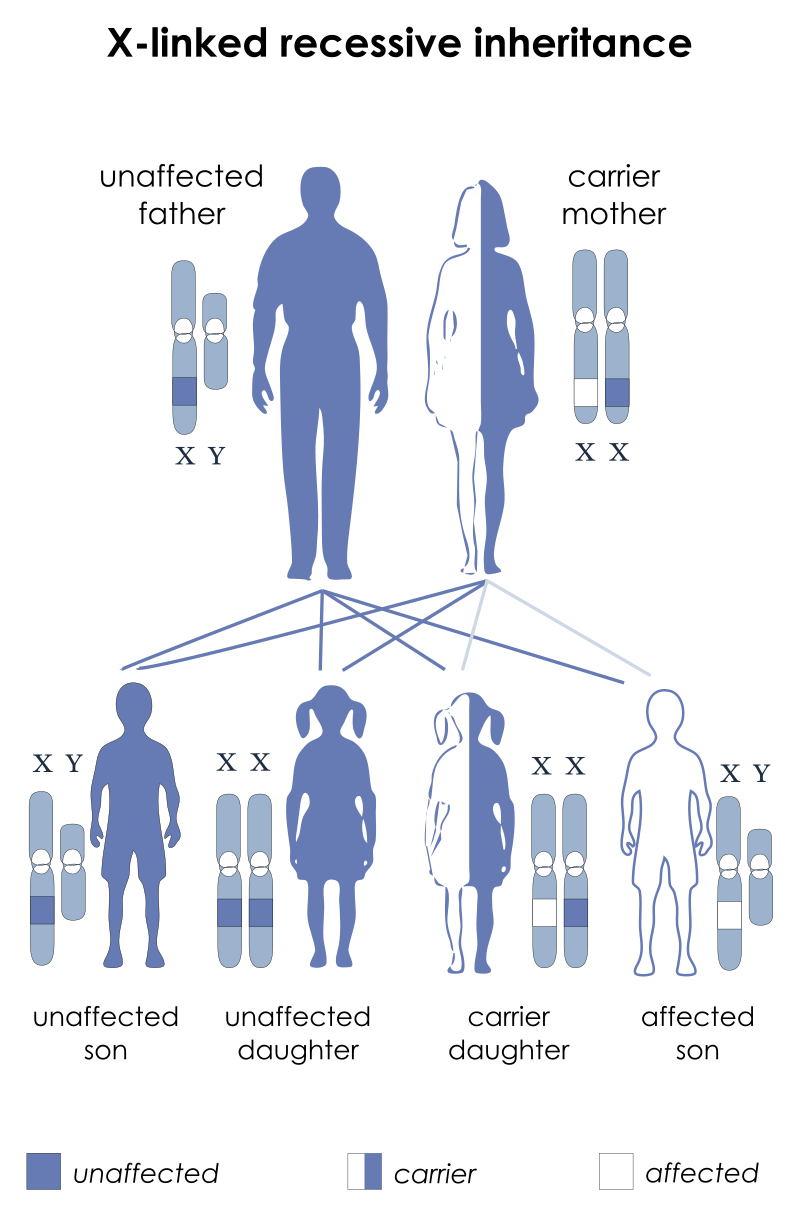 X-linked recessive inheritance
unaffected
father
carrier
mother
X Y
X X
X Y
X X
X X
X Y
unaffected
son
unaffected
daughter
carrier
daughter
affected
son
unaffected
carrier
affected